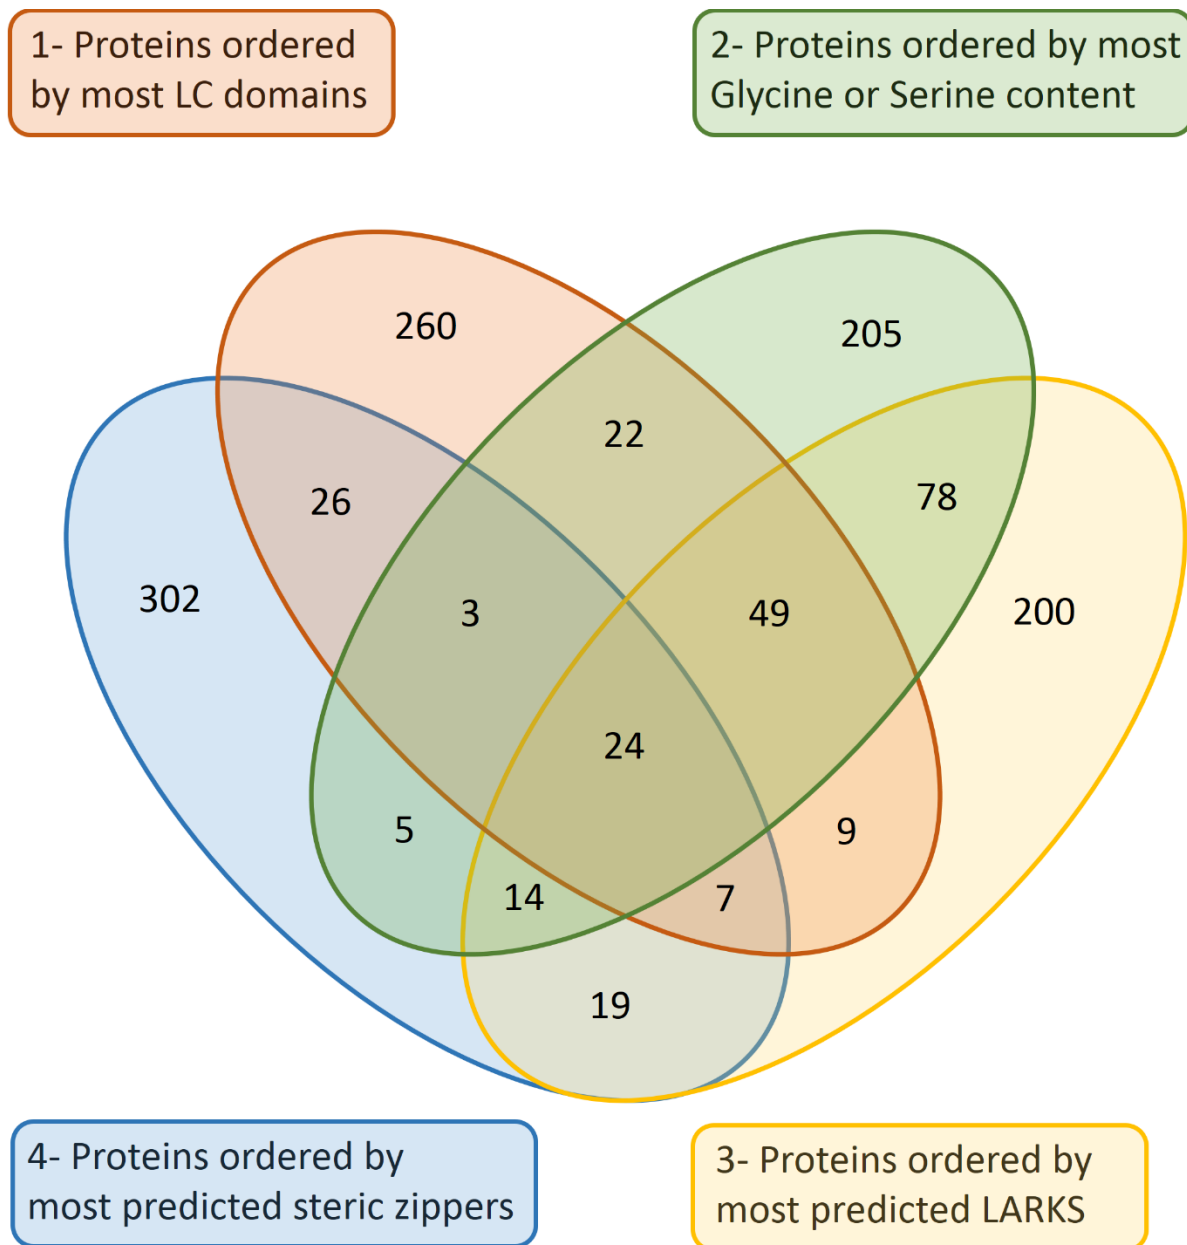 1- Proteins ordered
by most LC domains
2- Proteins ordered by most
Glycine or Serine content
260
205
22
26
78
302
3
49
200
24
5
9
14
7
19
4- Proteins ordered by
most predicted steric zippers
3- Proteins ordered by
most predicted LARKS